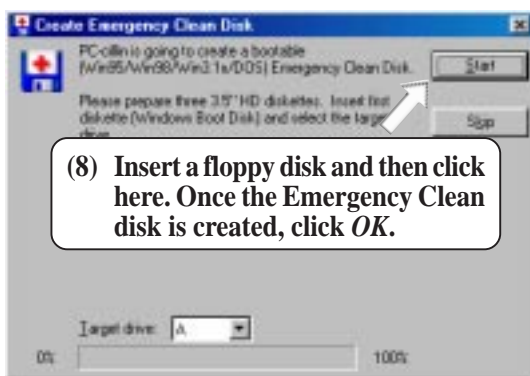 Create Emergency Clean Disk
PC-cillin is going to create a bootable
(Win95/Win98/Win3.1x/DOS) Emergency Clean Disk.
Please prepare three 3.5" HD diskettes. Insert first
diskette (Windows Boot Disk) and select the target
drive
Start
Stop
(8) Insert a floppy disk and then click
here. Once the Emergency Clean
disk is created, click OK.
Target drive: A
0% 100%